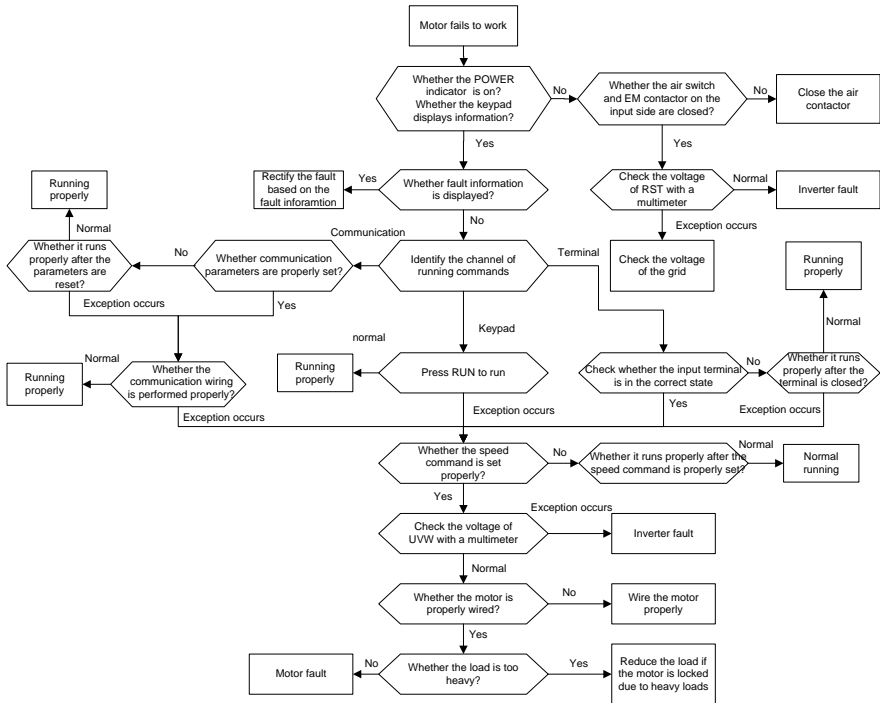 Motor fails to work
Whether the POWER
indicator is on?
Whether the keypad
displays information?
No
Whether the air switch
and EM contactor on the
input side are closed?
No
Close the air
contactor
Yes
Yes
Rectify the fault
based on the
fault inforamtion
Yes
Whether fault information
is displayed?
Check the voltage
of RST with a
multimeter
Normal
Inverter fault
Running
properly
Normal
No
Exception occurs
Check the voltage
of the grid
Communication
Whether it runs
properly after the
parameters are
reset?
No
Whether communication
parameters are properly set?
Identify the channel of
running commands
Terminal
Running
properly
Exception occurs
Yes
Keypad
Normal
normal
Running
properly
Normal
Whether the
communication wiring
is performed properly?
Running
properly
Press RUN to run
Check whether the input terminal
is in the correct state
No
Whether it runs
properly after the
terminal is closed?
Exception occurs
Exception occurs
Yes
Exception occurs
Whether the speed
command is set
properly?
No
Whether it runs properly after the
speed command is properly set?
Normal
Normal
running
Yes
Exception occurs
Check the voltage of
UVW with a multimeter
Inverter fault
Normal
Whether the motor is
properly wired?
No
Wire the motor
properly
Yes
Motor fault
No
Whether the load is too
heavy?
Yes
Reduce the load if
the motor is locked
due to heavy loads